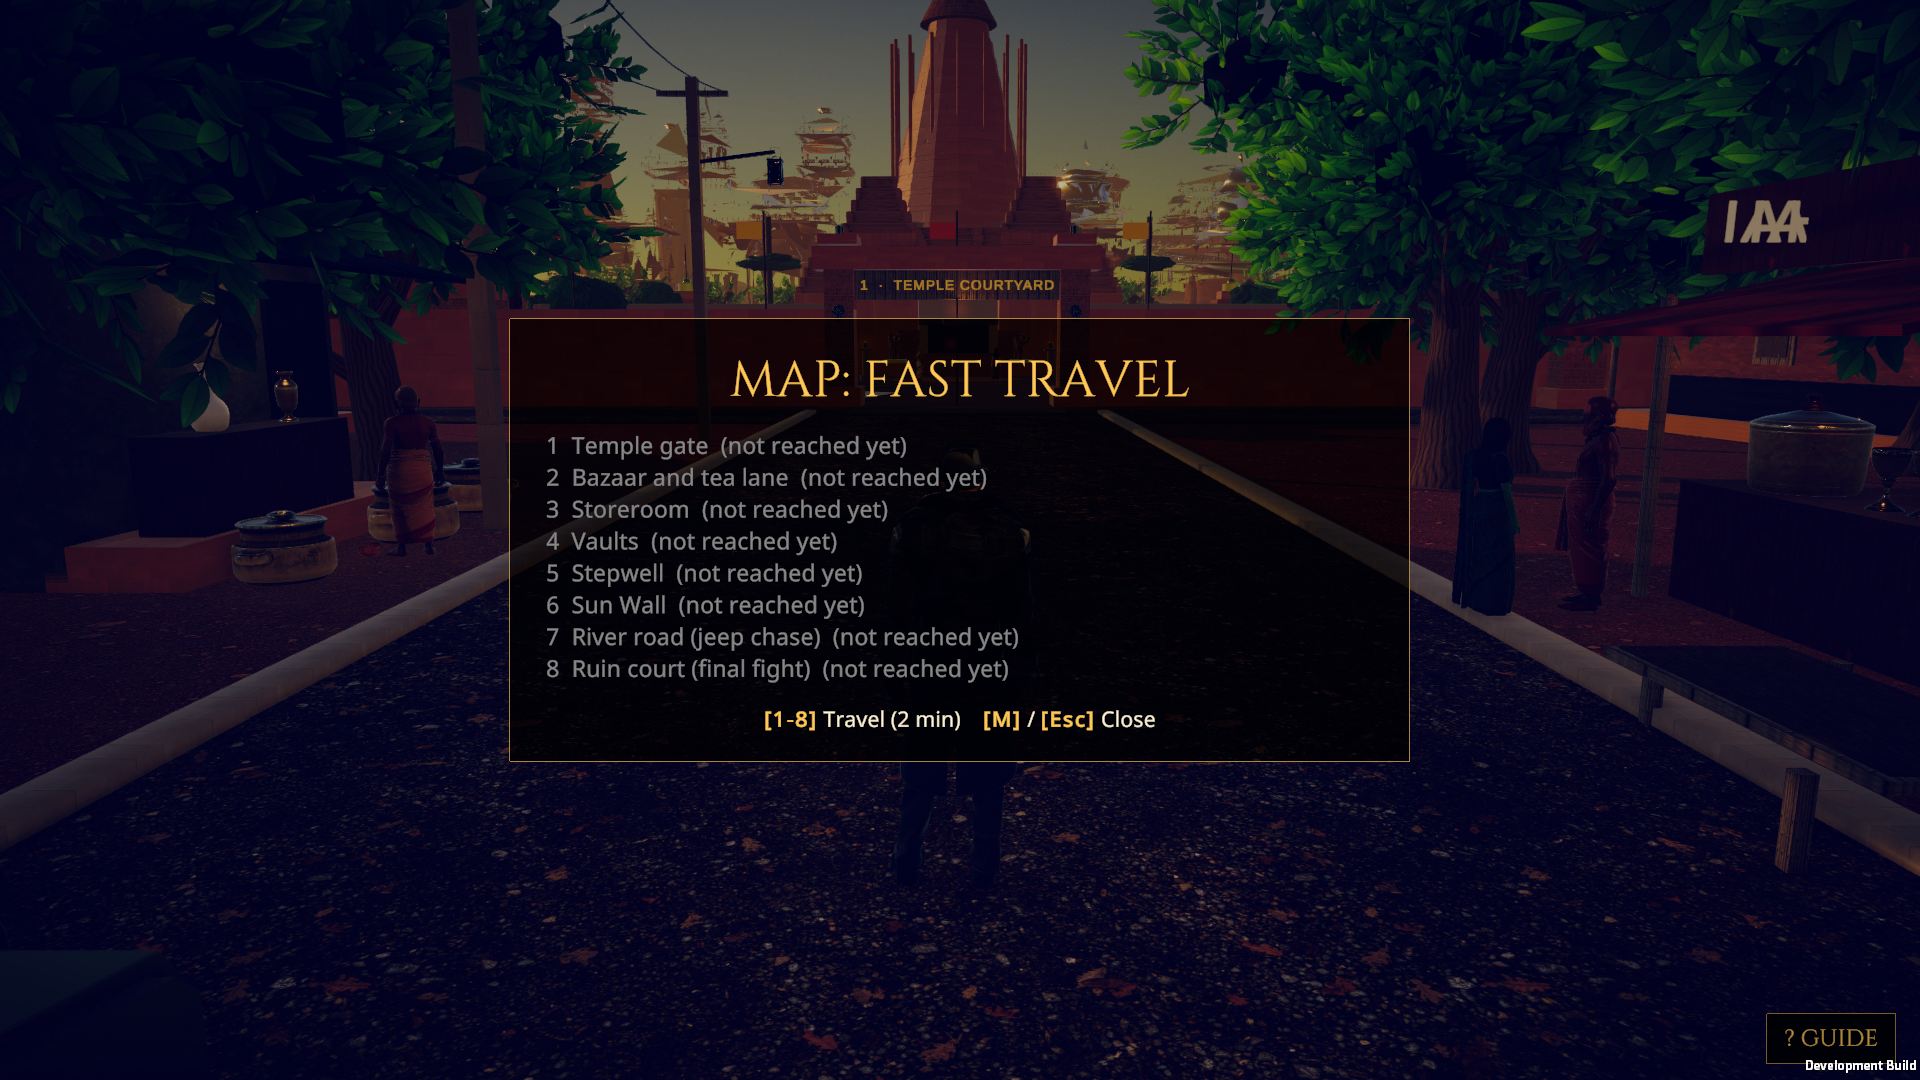 1 · TEMPLE COURTYARD
MAP: FAST TRAVEL
1 Temple gate (not reached yet)
2 Bazaar and tea lane (not reached yet)
3 Storeroom (not reached yet)
4 Vaults (not reached yet)
5 Stepwell (not reached yet)
6 Sun Wall (not reached yet)
7 River road (jeep chase) (not reached yet)
8 Ruin court (final fight) (not reached yet)
[1-8] Travel (2 min) [M] / [Esc] Close
? GUIDE
Development Build